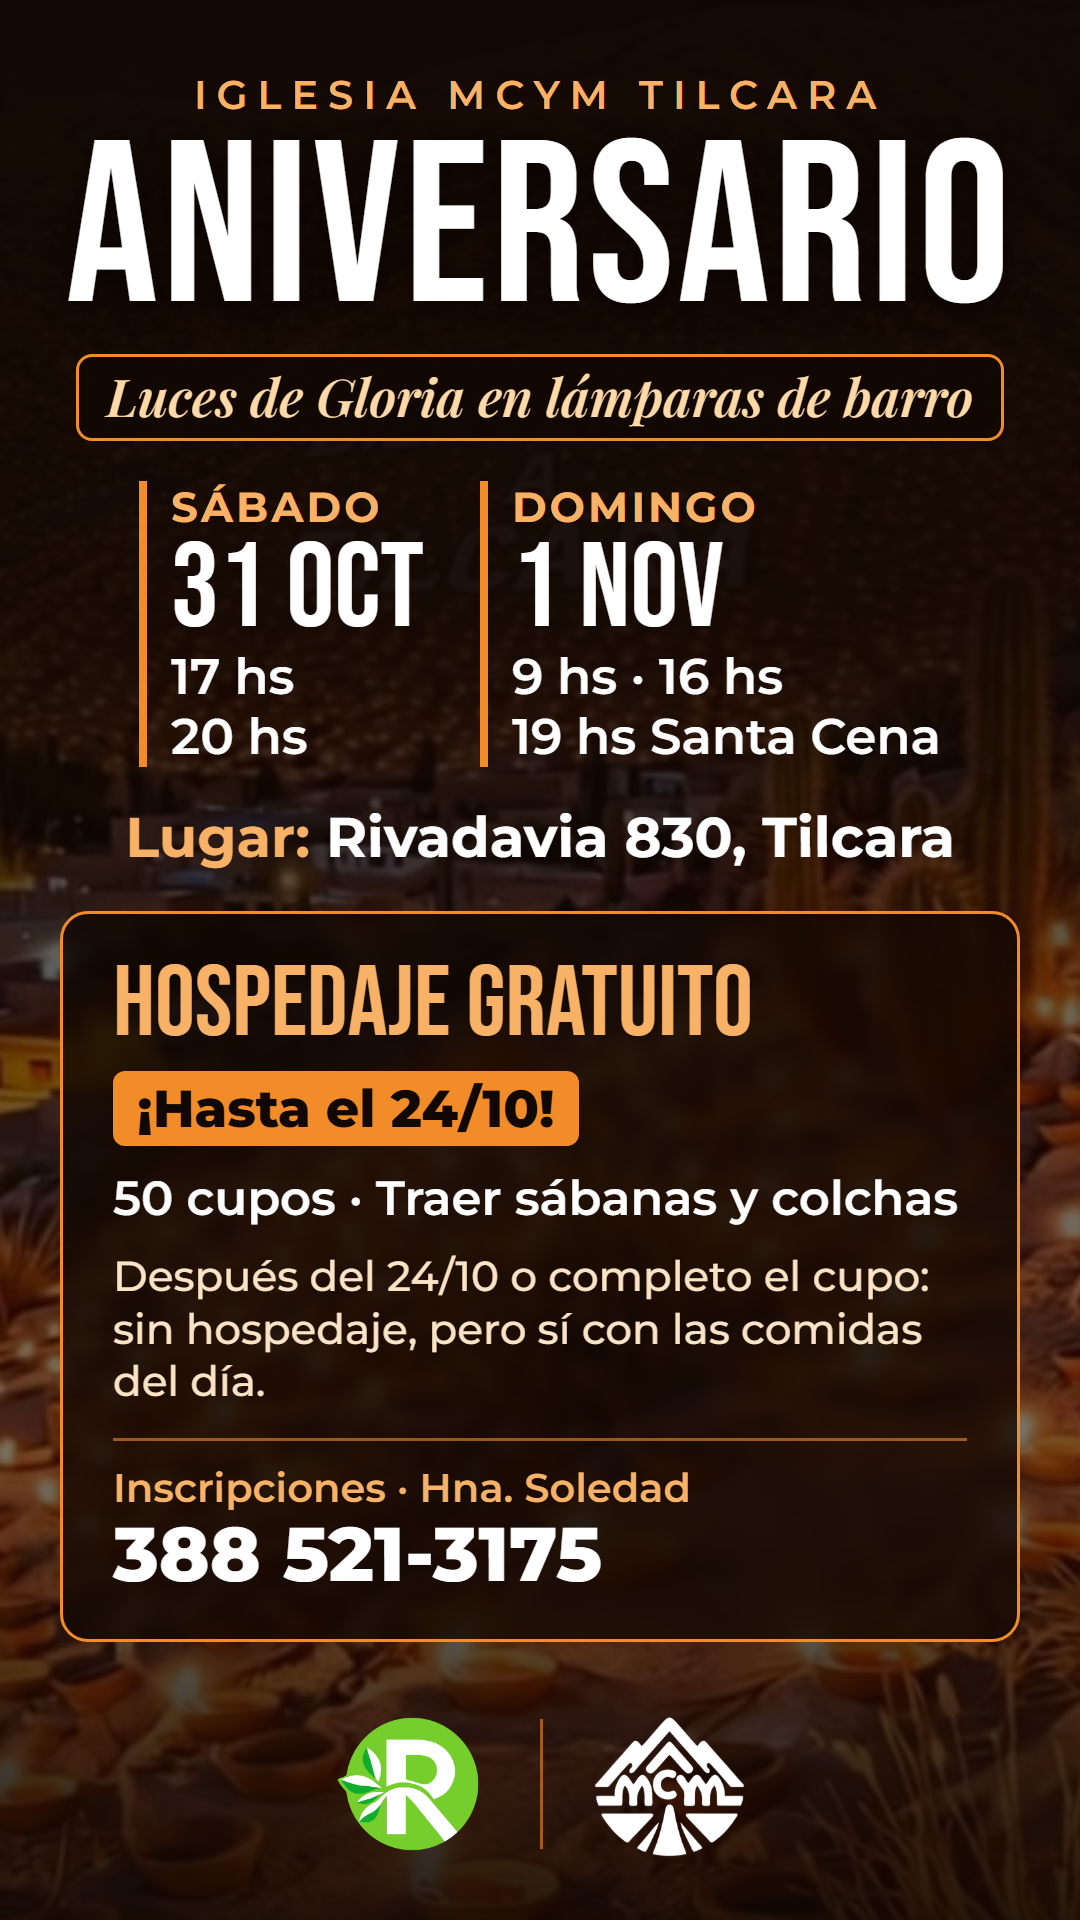 IGLESIA MCYM TILCARA
ANIVERSARIO
Luces de Gloria en lámparas de barro
SÁBADO
31 OCT
17 hs
20 hs
DOMINGO
1 NOV
9 hs · 16 hs
19 hs Santa Cena
Lugar: Rivadavia 830, Tilcara
HOSPEDAJE GRATUITO
¡Hasta el 24/10!
50 cupos · Traer sábanas y colchas
Después del 24/10 o completo el cupo:
sin hospedaje, pero sí con las comidas
del día.
Inscripciones · Hna. Soledad
388 521-3175
R
MCYM